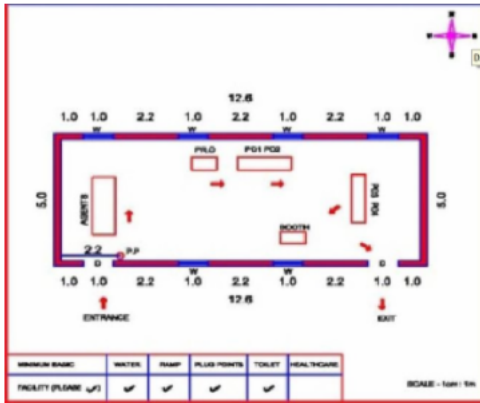 12.6
1.0 1.0 2.2 1.0 2.2 1.0 2.2 1.0 1.0
W W W W
PRLO PO1 PO2
5.0 AGENTS 5.0
BOOTH
2.2 P.P
D W W D
1.0 1.0 2.2 1.0 2.2 1.0 2.2 1.0 1.0
12.6
ENTRANCE EXIT
MINIMUM BASIC WATER RAMP PLUG POINTS TOILET HEALTHCARE
FACILITY (PLEASE ✓) ✓ ✓ ✓ ✓
SCALE - 1cm : 1m